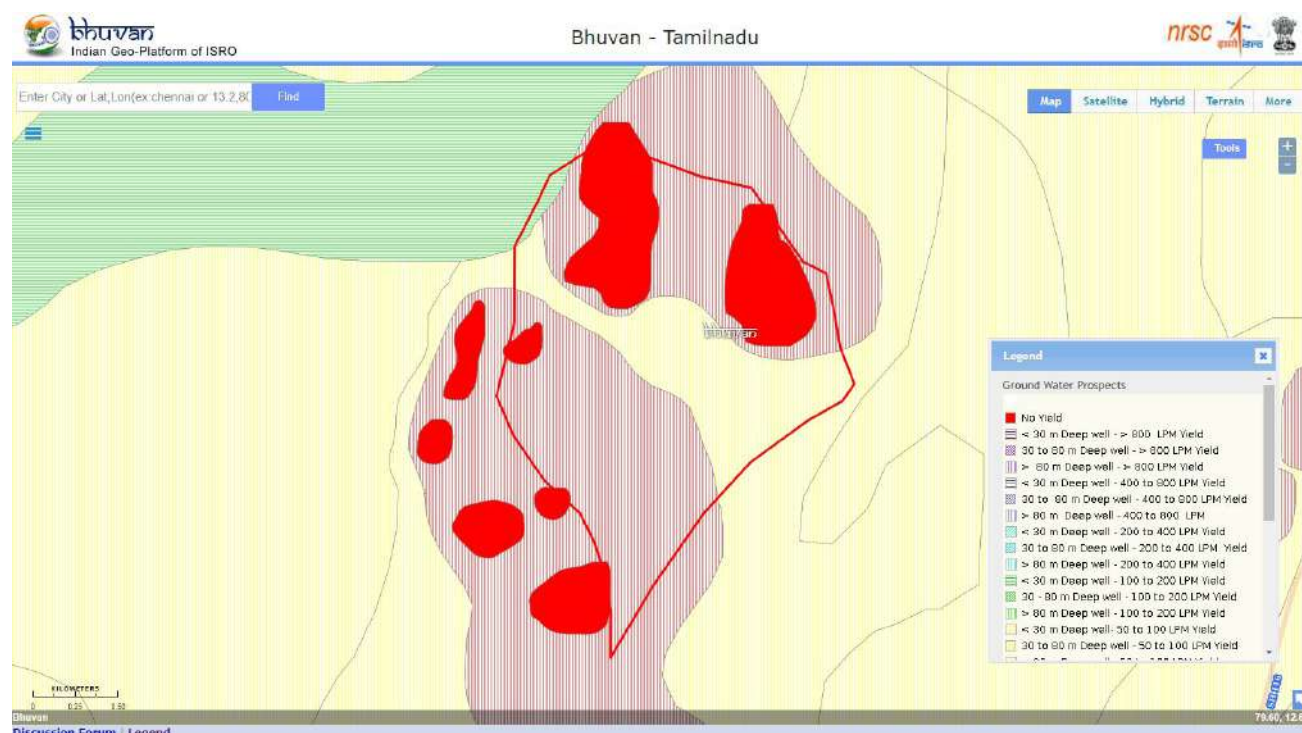 bhuvan
Indian Geo-Platform of ISRO
Bhuvan - Tamilnadu
nrsc
Enter City or Lat,Lon(ex:chennai or 13.2,80
Find
Map Satellite Hybrid Terrain More
Tools
+
-
bhuvan
Legend
x
Ground Water Prospects
No Yield
< 30 m Deep well - > 800 LPM Yield
30 to 80 m Deep well - > 800 LPM Yield
> 80 m Deep well - > 800 LPM Yield
< 30 m Deep well - 400 to 800 LPM Yield
30 to 80 m Deep well - 400 to 800 LPM Yield
> 80 m Deep well - 400 to 800 LPM
< 30 m Deep well - 200 to 400 LPM Yield
30 to 80 m Deep well - 200 to 400 LPM Yield
> 80 m Deep well - 200 to 400 LPM Yield
< 30 m Deep well - 100 to 200 LPM Yield
30 - 80 m Deep well - 100 to 200 LPM Yield
> 80 m Deep well - 100 to 200 LPM Yield
< 30 m Deep well- 50 to 100 LPM Yield
30 to 80 m Deep well - 50 to 100 LPM Yield
KILOMETERS
0 0.25 1.50
Bhuvan
79.60, 12.6
Discussion Forum | Legend